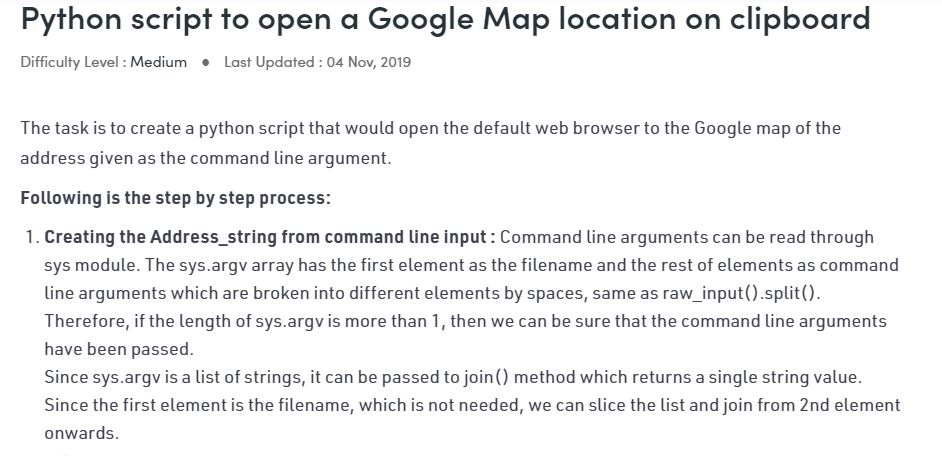 Python script to open a Google Map location on clipboard
Difficulty Level : Medium ● Last Updated : 04 Nov, 2019
The task is to create a python script that would open the default web browser to the Google map of the
address given as the command line argument.
Following is the step by step process:
1. Creating the Address_string from command line input : Command line arguments can be read through
sys module. The sys.argv array has the first element as the filename and the rest of elements as command
line arguments which are broken into different elements by spaces, same as raw_input().split().
Therefore, if the length of sys.argv is more than 1, then we can be sure that the command line arguments
have been passed.
Since sys.argv is a list of strings, it can be passed to join() method which returns a single string value.
Since the first element is the filename, which is not needed, we can slice the list and join from 2nd element
onwards.